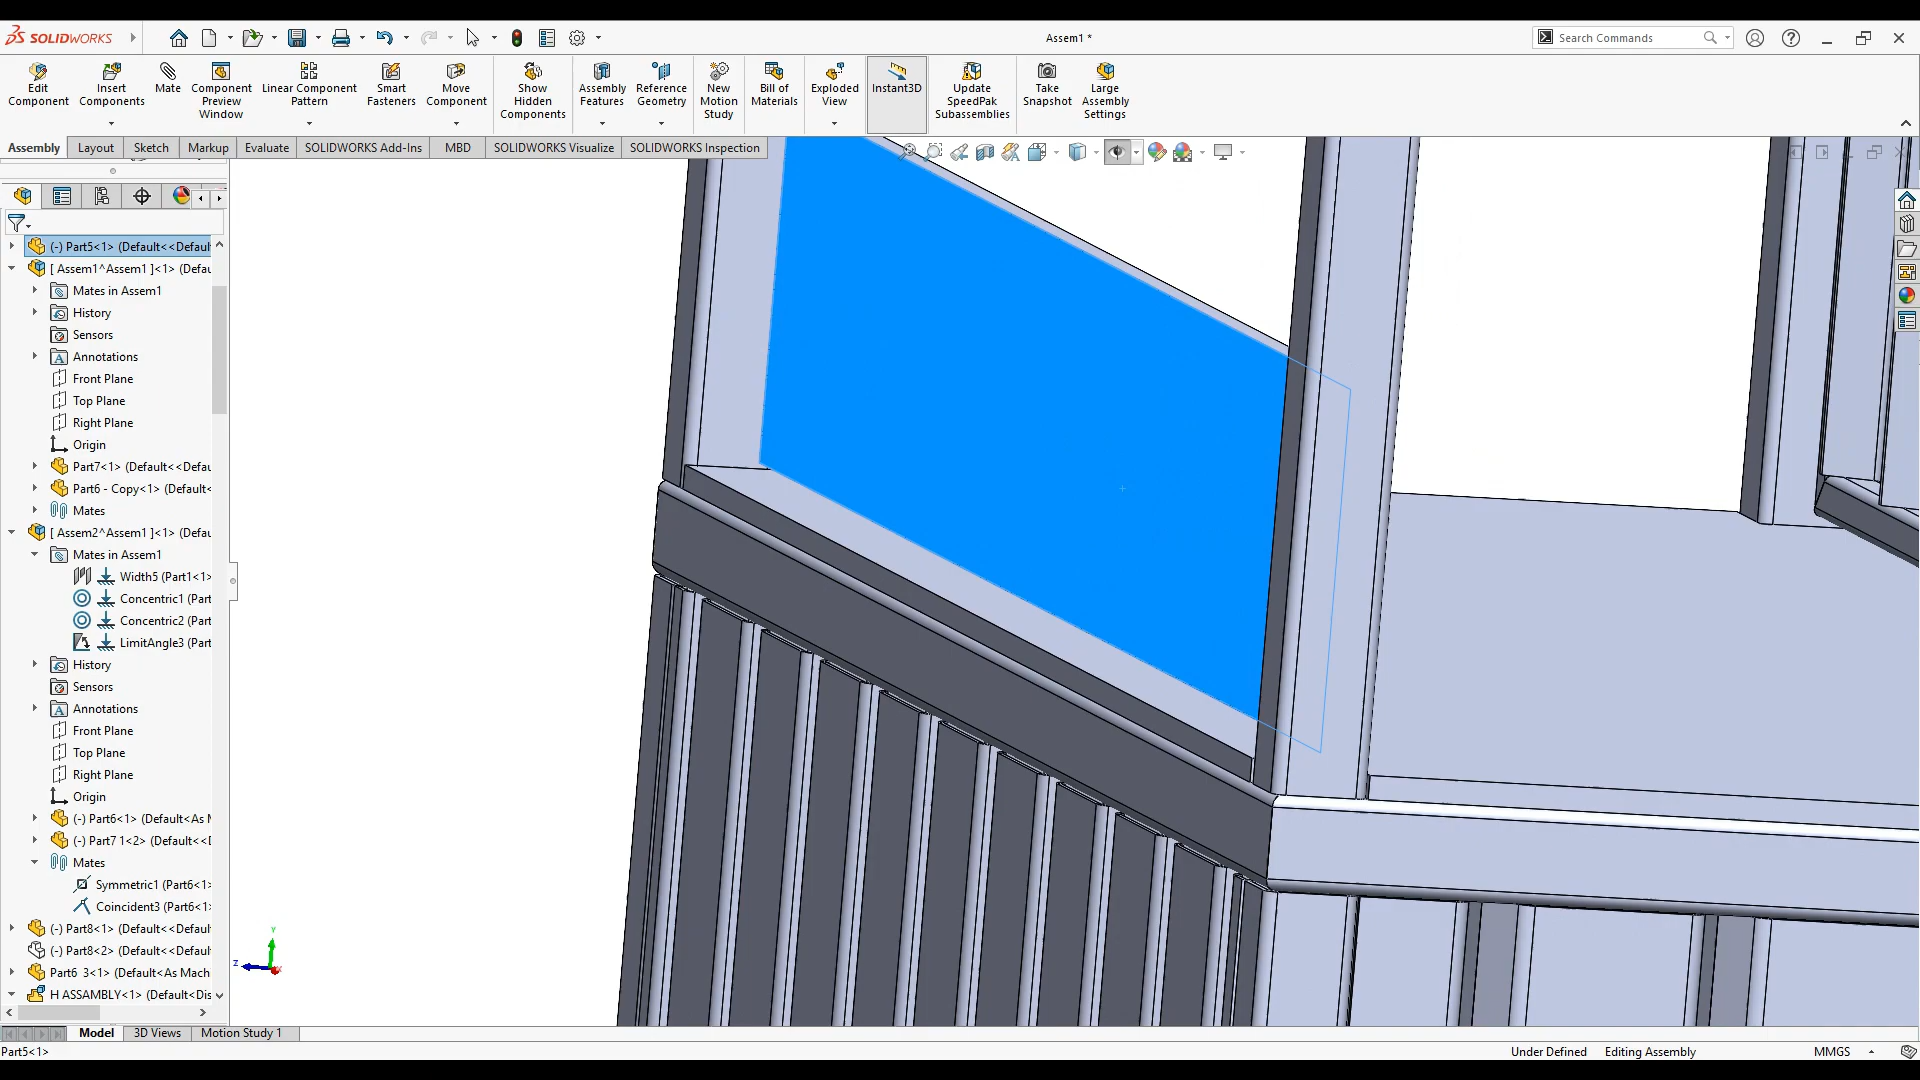 SOLIDWORKS
Assem1 *
Search Commands
Edit Component
Insert Components
Mate
Component Preview Window
Linear Component Pattern
Smart Fasteners
Move Component
Show Hidden Components
Assembly Features
Reference Geometry
New Motion Study
Bill of Materials
Exploded View
Instant3D
Update SpeedPak Subassemblies
Take Snapshot
Large Assembly Settings
Assembly
Layout
Sketch
Markup
Evaluate
SOLIDWORKS Add-Ins
MBD
SOLIDWORKS Visualize
SOLIDWORKS Inspection
(-) Part5<1> (Default<<Defaul
[ Assem1^Assem1 ]<1> (Defau
Mates in Assem1
History
Sensors
Annotations
Front Plane
Top Plane
Right Plane
Origin
Part7<1> (Default<<Defau
Part6 - Copy<1> (Default<
Mates
[ Assem2^Assem1 ]<1> (Defau
Mates in Assem1
Width5 (Part1<1>
Concentric1 (Part
Concentric2 (Part
LimitAngle3 (Part
History
Sensors
Annotations
Front Plane
Top Plane
Right Plane
Origin
(-) Part6<1> (Default<As M
(-) Part7 1<2> (Default<<D
Mates
Symmetric1 (Part6<1>
Coincident3 (Part6<1>
(-) Part8<1> (Default<<Defaul
(-) Part8<2> (Default<<Defaul
Part6 3<1> (Default<As Mach
H ASSEMBLY<1> (Default<Dis
Y
Z
Model
3D Views
Motion Study 1
Part5<1>
Under Defined
Editing Assembly
MMGS